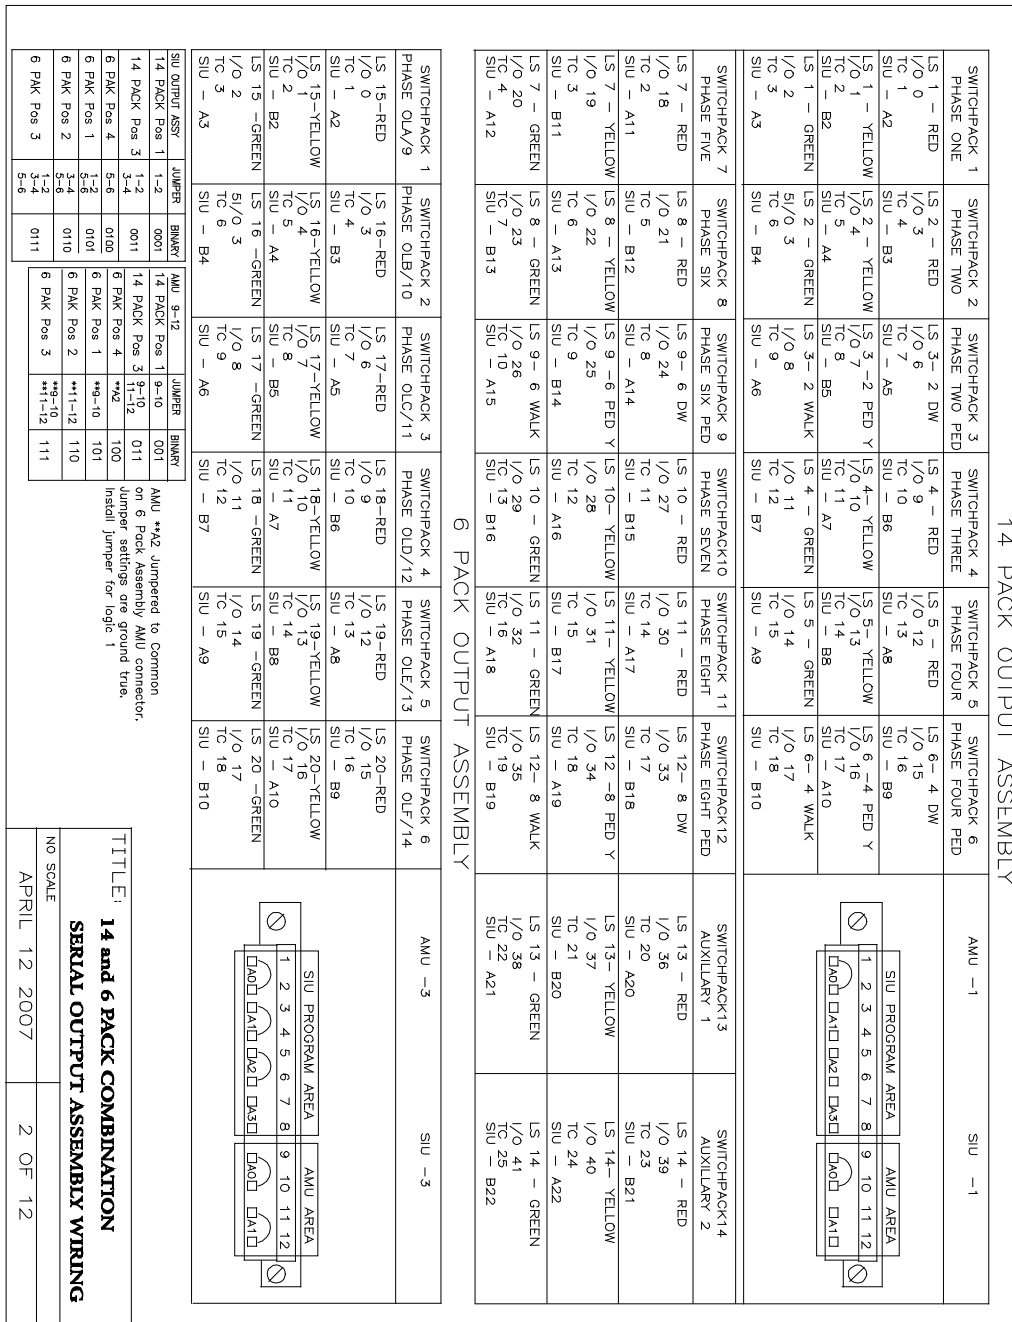 14 PACK OUTPUT ASSEMBLY
SWITCHPACK 1
PHASE ONE
SWITCHPACK 2
PHASE TWO
SWITCHPACK 3
PHASE TWO PED
SWITCHPACK 4
PHASE THREE
SWITCHPACK 5
PHASE FOUR
SWITCHPACK 6
PHASE FOUR PED
AMU -1
SIU -1
LS 1 - RED
I/O 0
TC 1
SIU - A2
LS 2 - RED
I/O 3
TC 4
SIU - B3
LS 3- 2 DW
I/O 6
TC 7
SIU - A5
LS 4 - RED
I/O 9
TC 10
SIU - B6
LS 5 - RED
I/O 12
TC 13
SIU - A8
LS 6- 4 DW
I/O 15
TC 16
SIU - B9
LS 1 - YELLOW
I/O 1
TC 2
SIU - B2
LS 2 - YELLOW
I/O 4
TC 5
SIU - A4
LS 3 -2 PED Y
I/O 7
TC 8
SIU - B5
LS 4- YELLOW
I/O 10
TC 11
SIU - A7
LS 5- YELLOW
I/O 13
TC 14
SIU - B8
LS 6 -4 PED Y
I/O 16
TC 17
SIU - A10
LS 1 - GREEN
I/O 2
TC 3
SIU - A3
LS 2 - GREEN
5I/O 3
TC 6
SIU - B4
LS 3- 2 WALK
I/O 8
TC 9
SIU - A6
LS 4 - GREEN
I/O 11
TC 12
SIU - B7
LS 5 - GREEN
I/O 14
TC 15
SIU - A9
LS 6- 4 WALK
I/O 17
TC 18
SIU - B10
SIU PROGRAM AREA
AMU AREA
1 2 3 4 5 6 7 8
9 10 11 12
A0 A1 A2 A3
A0 A1
SWITCHPACK 7
PHASE FIVE
SWITCHPACK 8
PHASE SIX
SWITCHPACK 9
PHASE SIX PED
SWITCHPACK10
PHASE SEVEN
SWITCHPACK 11
PHASE EIGHT
SWITCHPACK12
PHASE EIGHT PED
SWITCHPACK13
AUXILLARY 1
SWITCHPACK14
AUXILLARY 2
LS 7 - RED
I/O 18
TC 2
SIU - A11
LS 8 - RED
I/O 21
TC 5
SIU - B12
LS 9- 6 DW
I/O 24
TC 8
SIU - A14
LS 10 - RED
I/O 27
TC 11
SIU - B15
LS 11 - RED
I/O 30
TC 14
SIU - A17
LS 12- 8 DW
I/O 33
TC 17
SIU - B18
LS 13 - RED
I/O 36
TC 20
SIU - A20
LS 14 - RED
I/O 39
TC 23
SIU - B21
LS 7 - YELLOW
I/O 19
TC 3
SIU - B11
LS 8 - YELLOW
I/O 22
TC 6
SIU - A13
LS 9 -6 PED Y
I/O 25
TC 9
SIU - B14
LS 10- YELLOW
I/O 28
TC 12
SIU - A16
LS 11- YELLOW
I/O 31
TC 15
SIU - B17
LS 12 -8 PED Y
I/O 34
TC 18
SIU - A19
LS 13- YELLOW
I/O 37
TC 21
SIU - B20
LS 14- YELLOW
I/O 40
TC 24
SIU - A22
LS 7 - GREEN
I/O 20
TC 4
SIU - A12
LS 8 - GREEN
I/O 23
TC 7
SIU - B13
LS 9- 6 WALK
I/O 26
TC 10
SIU - A15
LS 10 - GREEN
I/O 29
TC 13
SIU - B16
LS 11 - GREEN
I/O 32
TC 16
SIU - A18
LS 12- 8 WALK
I/O 35
TC 19
SIU - B19
LS 13 - GREEN
I/O 38
TC 22
SIU - A21
LS 14 - GREEN
I/O 41
TC 25
SIU - B22
6 PACK OUTPUT ASSEMBLY
SWITCHPACK 1
PHASE OLA/9
SWITCHPACK 2
PHASE OLB/10
SWITCHPACK 3
PHASE OLC/11
SWITCHPACK 4
PHASE OLD/12
SWITCHPACK 5
PHASE OLE/13
SWITCHPACK 6
PHASE OLF/14
AMU -3
SIU -3
LS 15-RED
I/O 0
TC 1
SIU - A2
LS 16-RED
I/O 3
TC 4
SIU - B3
LS 17-RED
I/O 6
TC 7
SIU - A5
LS 18-RED
I/O 9
TC 10
SIU - B6
LS 19-RED
I/O 12
TC 13
SIU - A8
LS 20-RED
I/O 15
TC 16
SIU - B9
LS 15-YELLOW
I/O 1
TC 2
SIU - B2
LS 16-YELLOW
I/O 4
TC 5
SIU - A4
LS 17-YELLOW
I/O 7
TC 8
SIU - B5
LS 18-YELLOW
I/O 10
TC 11
SIU - A7
LS 19-YELLOW
I/O 13
TC 14
SIU - B8
LS 20-YELLOW
I/O 16
TC 17
SIU - A10
LS 15 -GREEN
I/O 2
TC 3
SIU - A3
LS 16 -GREEN
5I/O 3
TC 6
SIU - B4
LS 17 -GREEN
I/O 8
TC 9
SIU - A6
LS 18 -GREEN
I/O 11
TC 12
SIU - B7
LS 19 -GREEN
I/O 14
TC 15
SIU - A9
LS 20 -GREEN
I/O 17
TC 18
SIU - B10
SIU PROGRAM AREA
AMU AREA
1 2 3 4 5 6 7 8
9 10 11 12
A0 A1 A2 A3
A0 A1
SIU OUTPUT ASSY JUMPER BINARY
14 PACK Pos 1 1-2 0001
14 PACK Pos 3 1-2 3-4 0011
6 PAK Pos 4 5-6 0100
6 PAK Pos 1 1-2 5-6 0101
6 PAK Pos 2 3-4 5-6 0110
6 PAK Pos 3 1-2 3-4 5-6 0111
AMU 9-12 JUMPER BINARY
14 PACK Pos 1 9-10 001
14 PACK Pos 3 9-10 11-12 011
6 PAK Pos 4 **A2 100
6 PAK Pos 1 **9-10 101
6 PAK Pos 2 **11-12 110
6 PAK Pos 3 **9-10 **11-12 111
AMU **A2 Jumpered to Common
on 6 Pack Assembly AMU connector.
Jumper settings are ground true.
Install jumper for logic 1
TITLE:
14 and 6 PACK COMBINATION
SERIAL OUTPUT ASSEMBLY WIRING
NO SCALE
APRIL 12 2007
2 OF 12